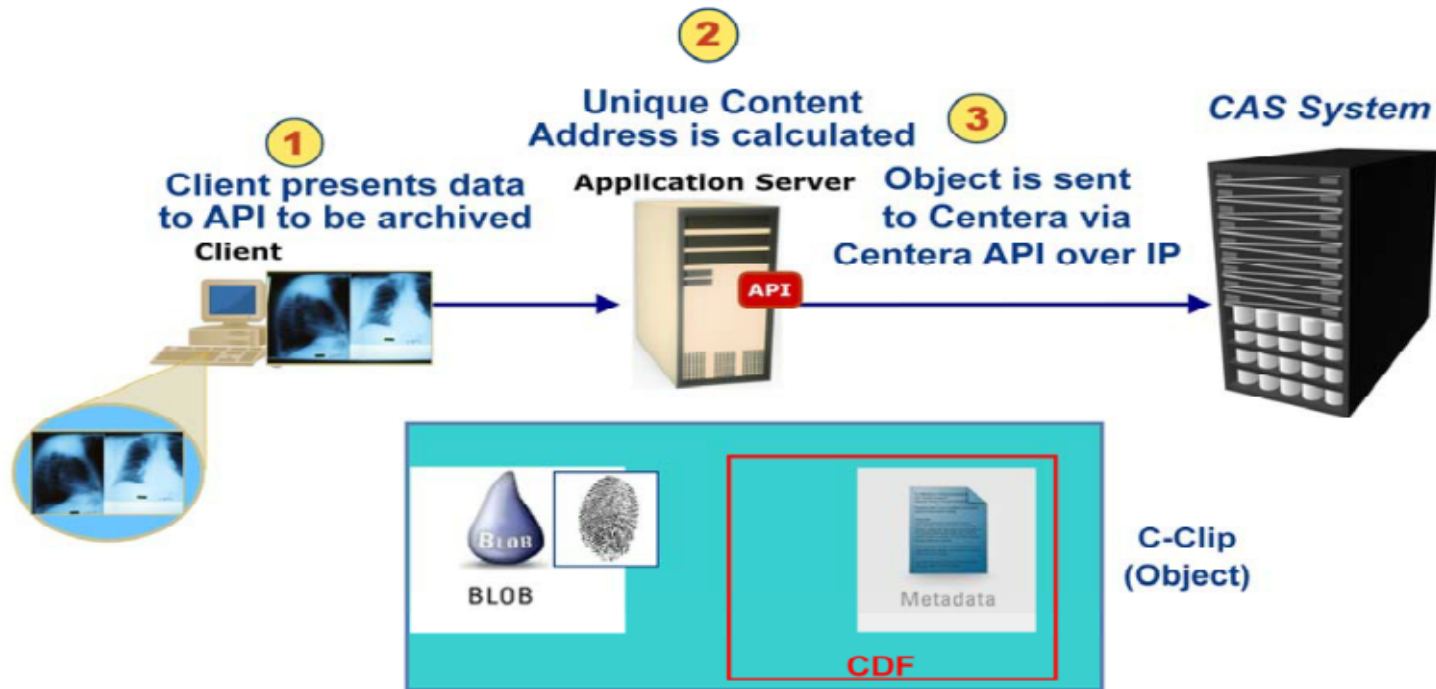 1
Client presents data
to API to be archived
Client
2
Unique Content
Address is calculated
Application Server
API
3
Object is sent
to Centera via
Centera API over IP
CAS System
BLOB
BLOB
Metadata
CDF
C-Clip
(Object)